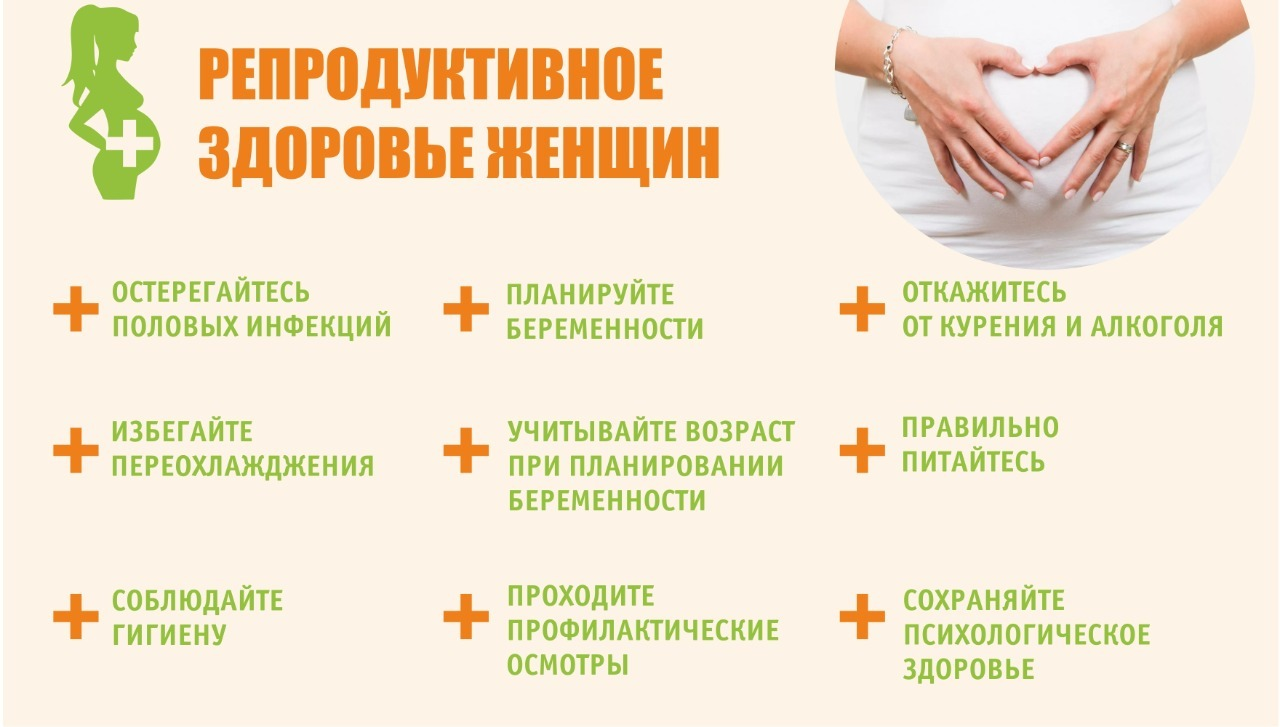 РЕПРОДУКТИВНОЕ
ЗДОРОВЬЕ ЖЕНЩИН
ОСТЕРЕГАЙТЕСЬ
ПОЛОВЫХ ИНФЕКЦИЙ
ПЛАНИРУЙТЕ
БЕРЕМЕННОСТИ
ОТКАЖИТЕСЬ
ОТ КУРЕНИЯ И АЛКОГОЛЯ
ИЗБЕГАЙТЕ
ПЕРЕОХЛАЖДЖЕНИЯ
УЧИТЫВАЙТЕ ВОЗРАСТ
ПРИ ПЛАНИРОВАНИИ
БЕРЕМЕННОСТИ
ПРАВИЛЬНО
ПИТАЙТЕСЬ
СОБЛЮДАЙТЕ
ГИГИЕНУ
ПРОХОДИТЕ
ПРОФИЛАКТИЧЕСКИЕ
ОСМОТРЫ
СОХРАНЯЙТЕ
ПСИХОЛОГИЧЕСКОЕ
ЗДОРОВЬЕ